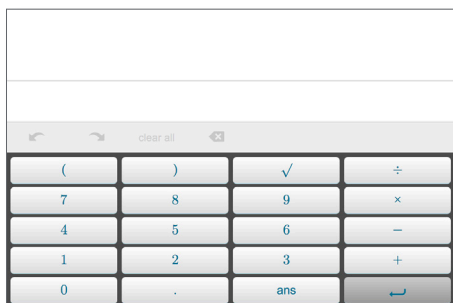 clear all
( ) √ ÷
7 8 9 ×
4 5 6 −
1 2 3 +
0 . ans